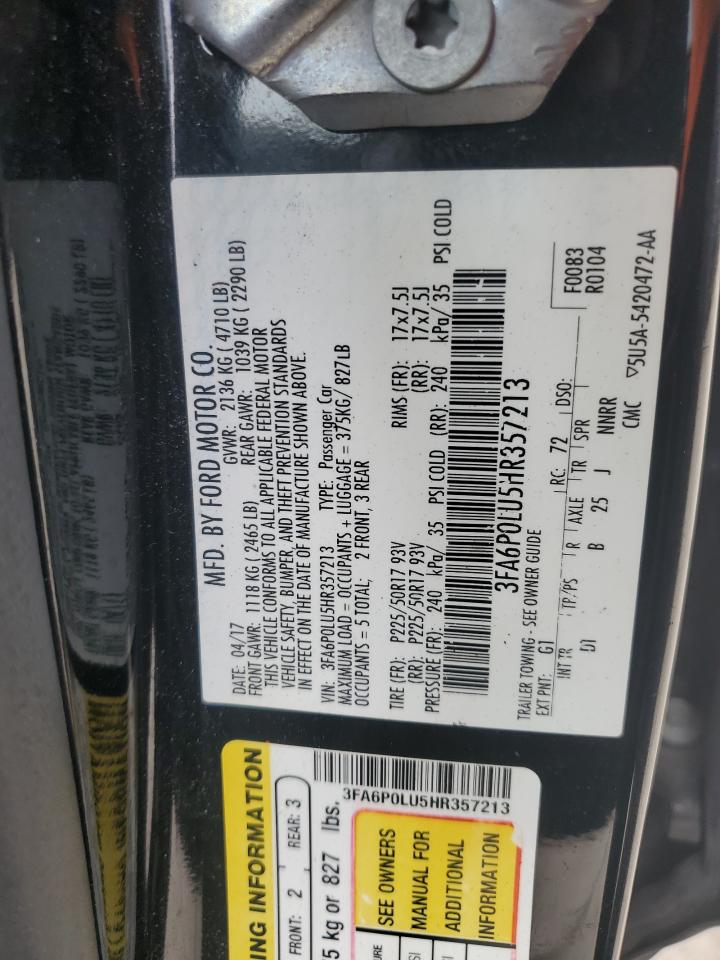 MFD. BY FORD MOTOR CO.
DATE: 04/17 GVWR: 2136 KG ( 4710 LB)
FRONT GAWR: 1118 KG ( 2465 LB) REAR GAWR: 1039 KG ( 2290 LB)
THIS VEHICLE CONFORMS TO ALL APPLICABLE FEDERAL MOTOR
VEHICLE SAFETY, BUMPER, AND THEFT PREVENTION STANDARDS
IN EFFECT ON THE DATE OF MANUFACTURE SHOWN ABOVE.
VIN: 3FA6P0LU5HR357213 TYPE: Passenger Car
MAXIMUM LOAD = OCCUPANTS + LUGGAGE = 375KG/ 827LB
OCCUPANTS = 5 TOTAL; 2 FRONT, 3 REAR
TIRE (FR): P225/50R17 93V RIMS (FR): 17x7.5J
(RR): P225/50R17 93V (RR): 17x7.5J
PRESSURE (FR): 240 kPa/ 35 PSI COLD (RR): 240 kPa/ 35 PSI COLD
3FA6P0LU5HR357213
TRAILER TOWING - SEE OWNER GUIDE
EXT PNT: G1 RC: 72 DSO: F0083
R0104
INT TR TP/PS R AXLE TR SPR
DI B 25 J NNRR
CMC ▽5U5A-5420472-AA
ING INFORMATION
FRONT: 2 REAR: 3
5 kg or 827 lbs.
3FA6P0LU5HR357213
SEE OWNERS
MANUAL FOR
ADDITIONAL
INFORMATION